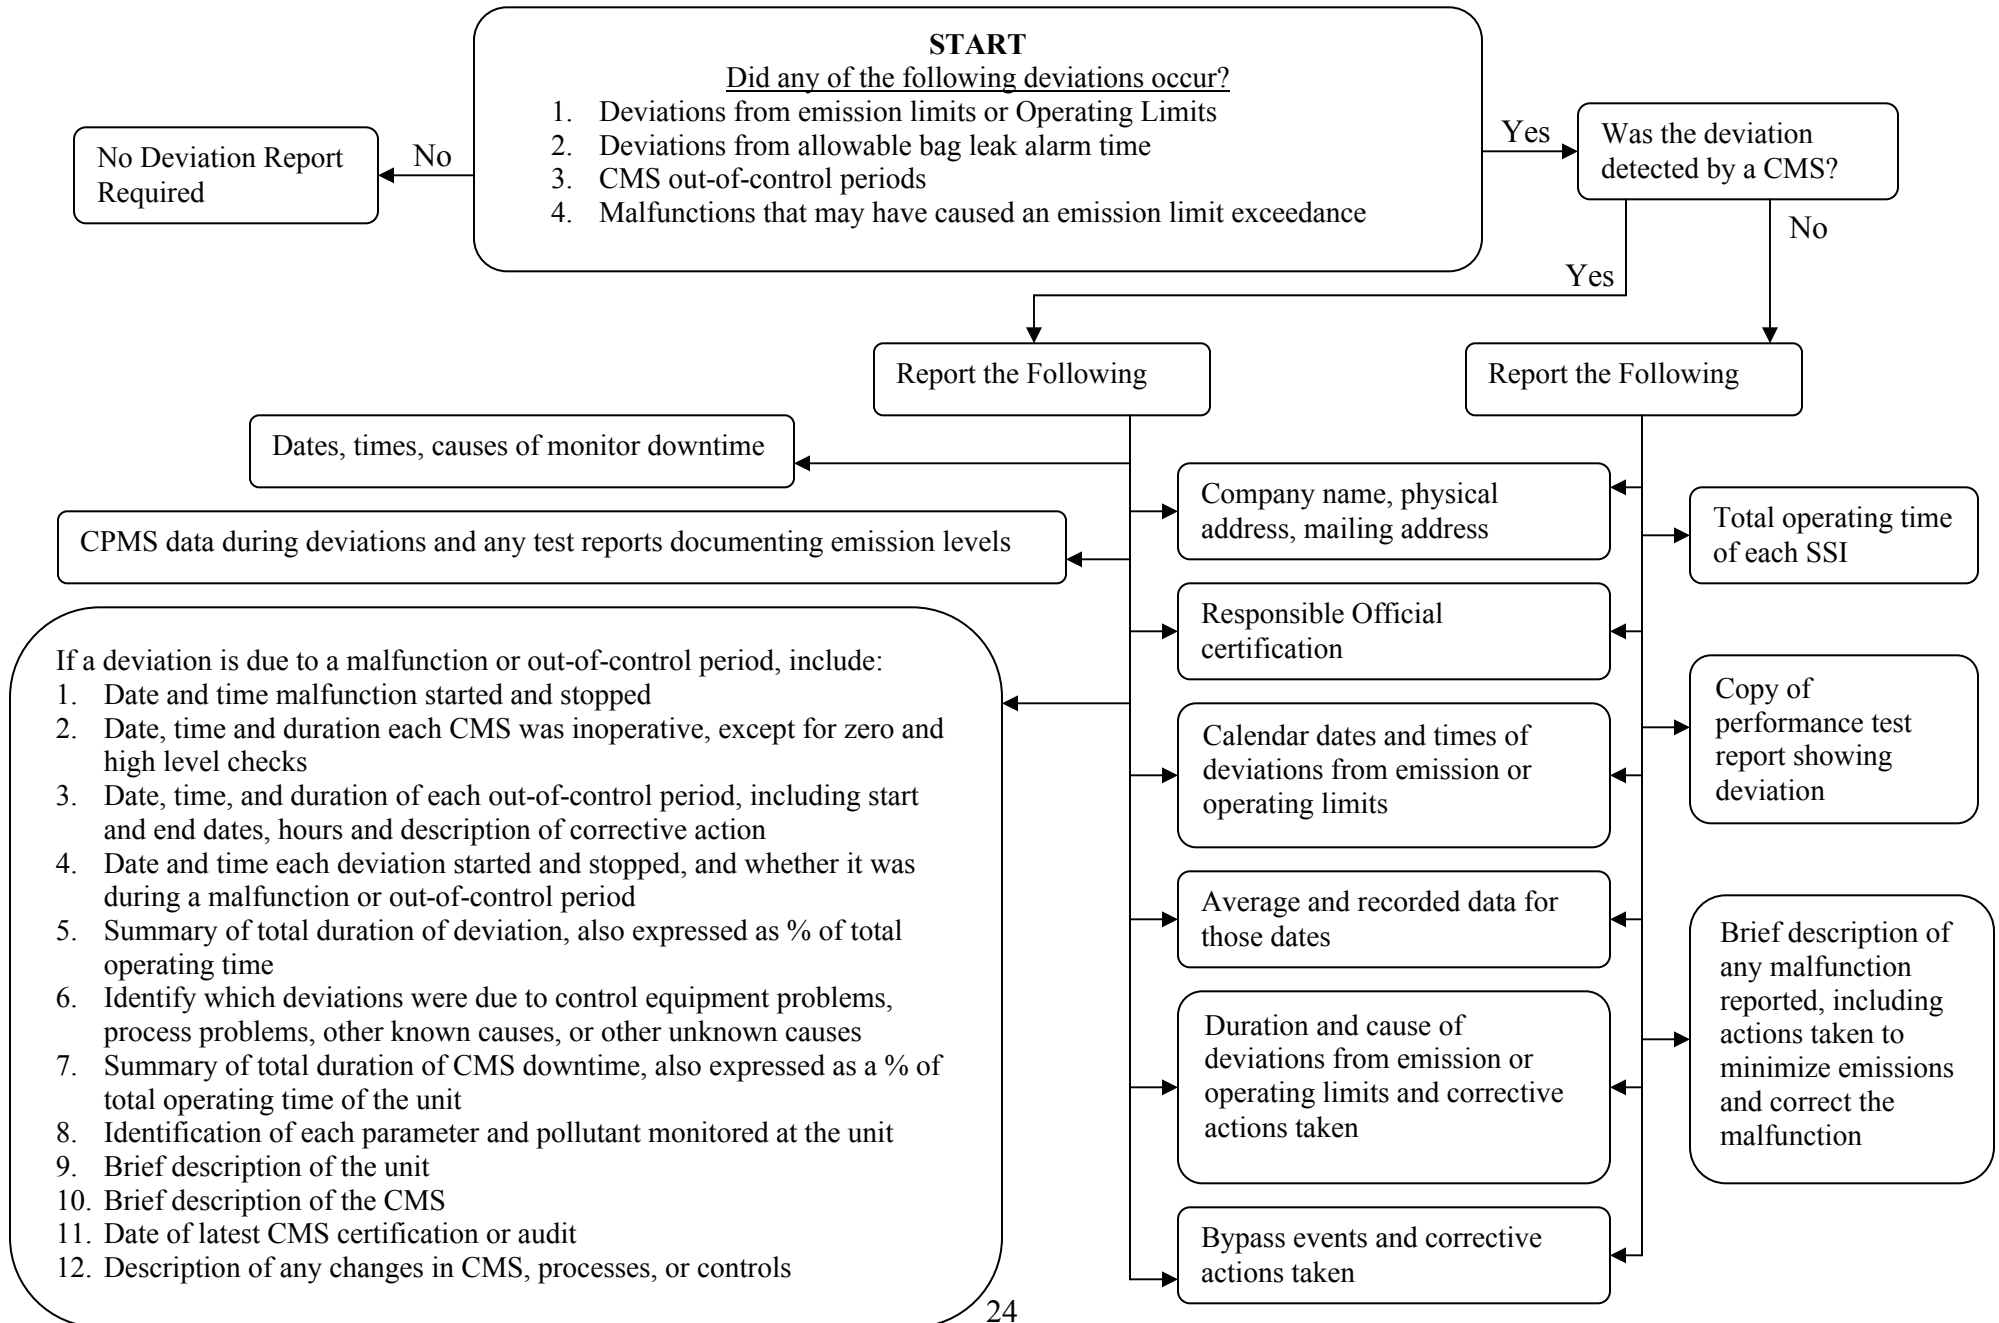 START
Did any of the following deviations occur?
1. Deviations from emission limits or Operating Limits
2. Deviations from allowable bag leak alarm time
3. CMS out-of-control periods
4. Malfunctions that may have caused an emission limit exceedance
No
No Deviation Report
Required
Yes
Was the deviation
detected by a CMS?
Yes
No
Report the Following
Report the Following
Dates, times, causes of monitor downtime
CPMS data during deviations and any test reports documenting emission levels
If a deviation is due to a malfunction or out-of-control period, include:
1. Date and time malfunction started and stopped
2. Date, time and duration each CMS was inoperative, except for zero and
high level checks
3. Date, time, and duration of each out-of-control period, including start
and end dates, hours and description of corrective action
4. Date and time each deviation started and stopped, and whether it was
during a malfunction or out-of-control period
5. Summary of total duration of deviation, also expressed as % of total
operating time
6. Identify which deviations were due to control equipment problems,
process problems, other known causes, or other unknown causes
7. Summary of total duration of CMS downtime, also expressed as a % of
total operating time of the unit
8. Identification of each parameter and pollutant monitored at the unit
9. Brief description of the unit
10. Brief description of the CMS
11. Date of latest CMS certification or audit
12. Description of any changes in CMS, processes, or controls
Company name, physical
address, mailing address
Responsible Official
certification
Calendar dates and times of
deviations from emission or
operating limits
Average and recorded data for
those dates
Duration and cause of
deviations from emission or
operating limits and corrective
actions taken
Bypass events and corrective
actions taken
Total operating time
of each SSI
Copy of
performance test
report showing
deviation
Brief description of
any malfunction
reported, including
actions taken to
minimize emissions
and correct the
malfunction
24